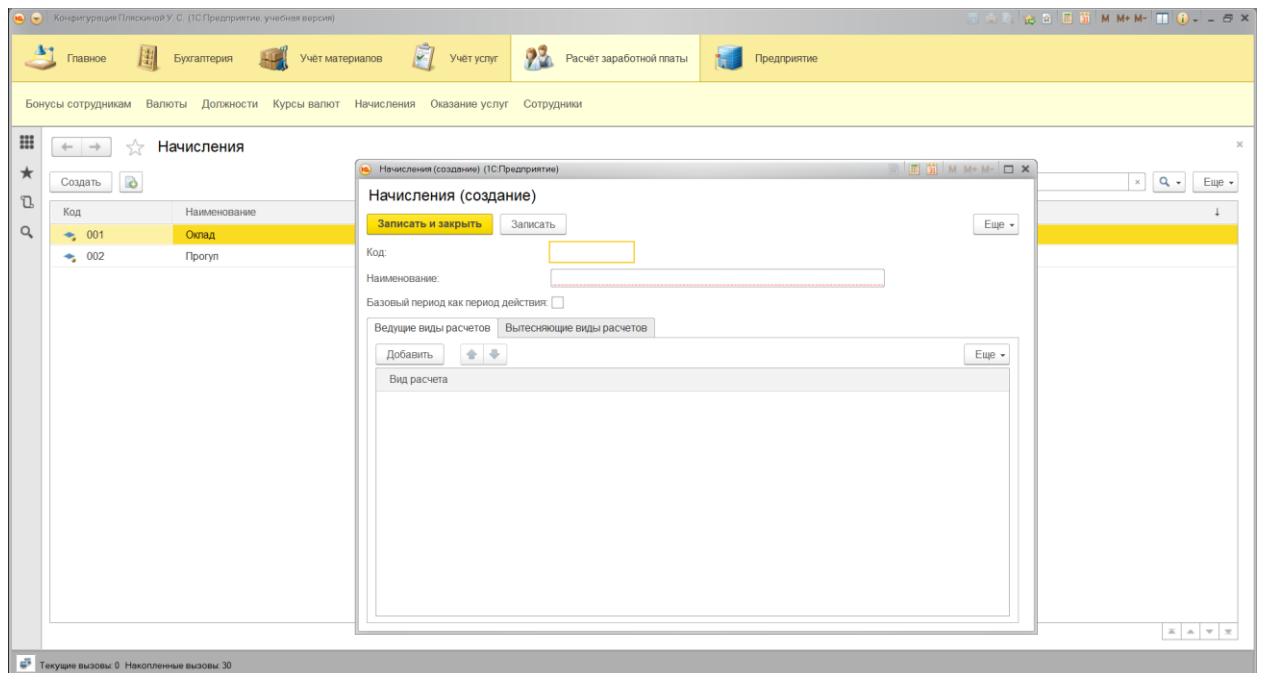 Конфигурация Пляскиной У. С. (1С:Предприятие, учебная версия) M M+ M-
Главное Бухгалтерия Учёт материалов Учёт услуг Расчёт заработной платы Предприятие
Бонусы сотрудникам Валюты Должности Курсы валют Начисления Оказание услуг Сотрудники
Начисления
Создать Еще
Код Наименование
001 Оклад
002 Прогул
Начисления (создание) (1С:Предприятие) M M+ M-
Начисления (создание)
Записать и закрыть Записать Еще
Код:
Наименование:
Базовый период как период действия:
Ведущие виды расчетов Вытесняющие виды расчетов
Добавить Еще
Вид расчета
Текущие вызовы: 0 Накопленные вызовы: 30